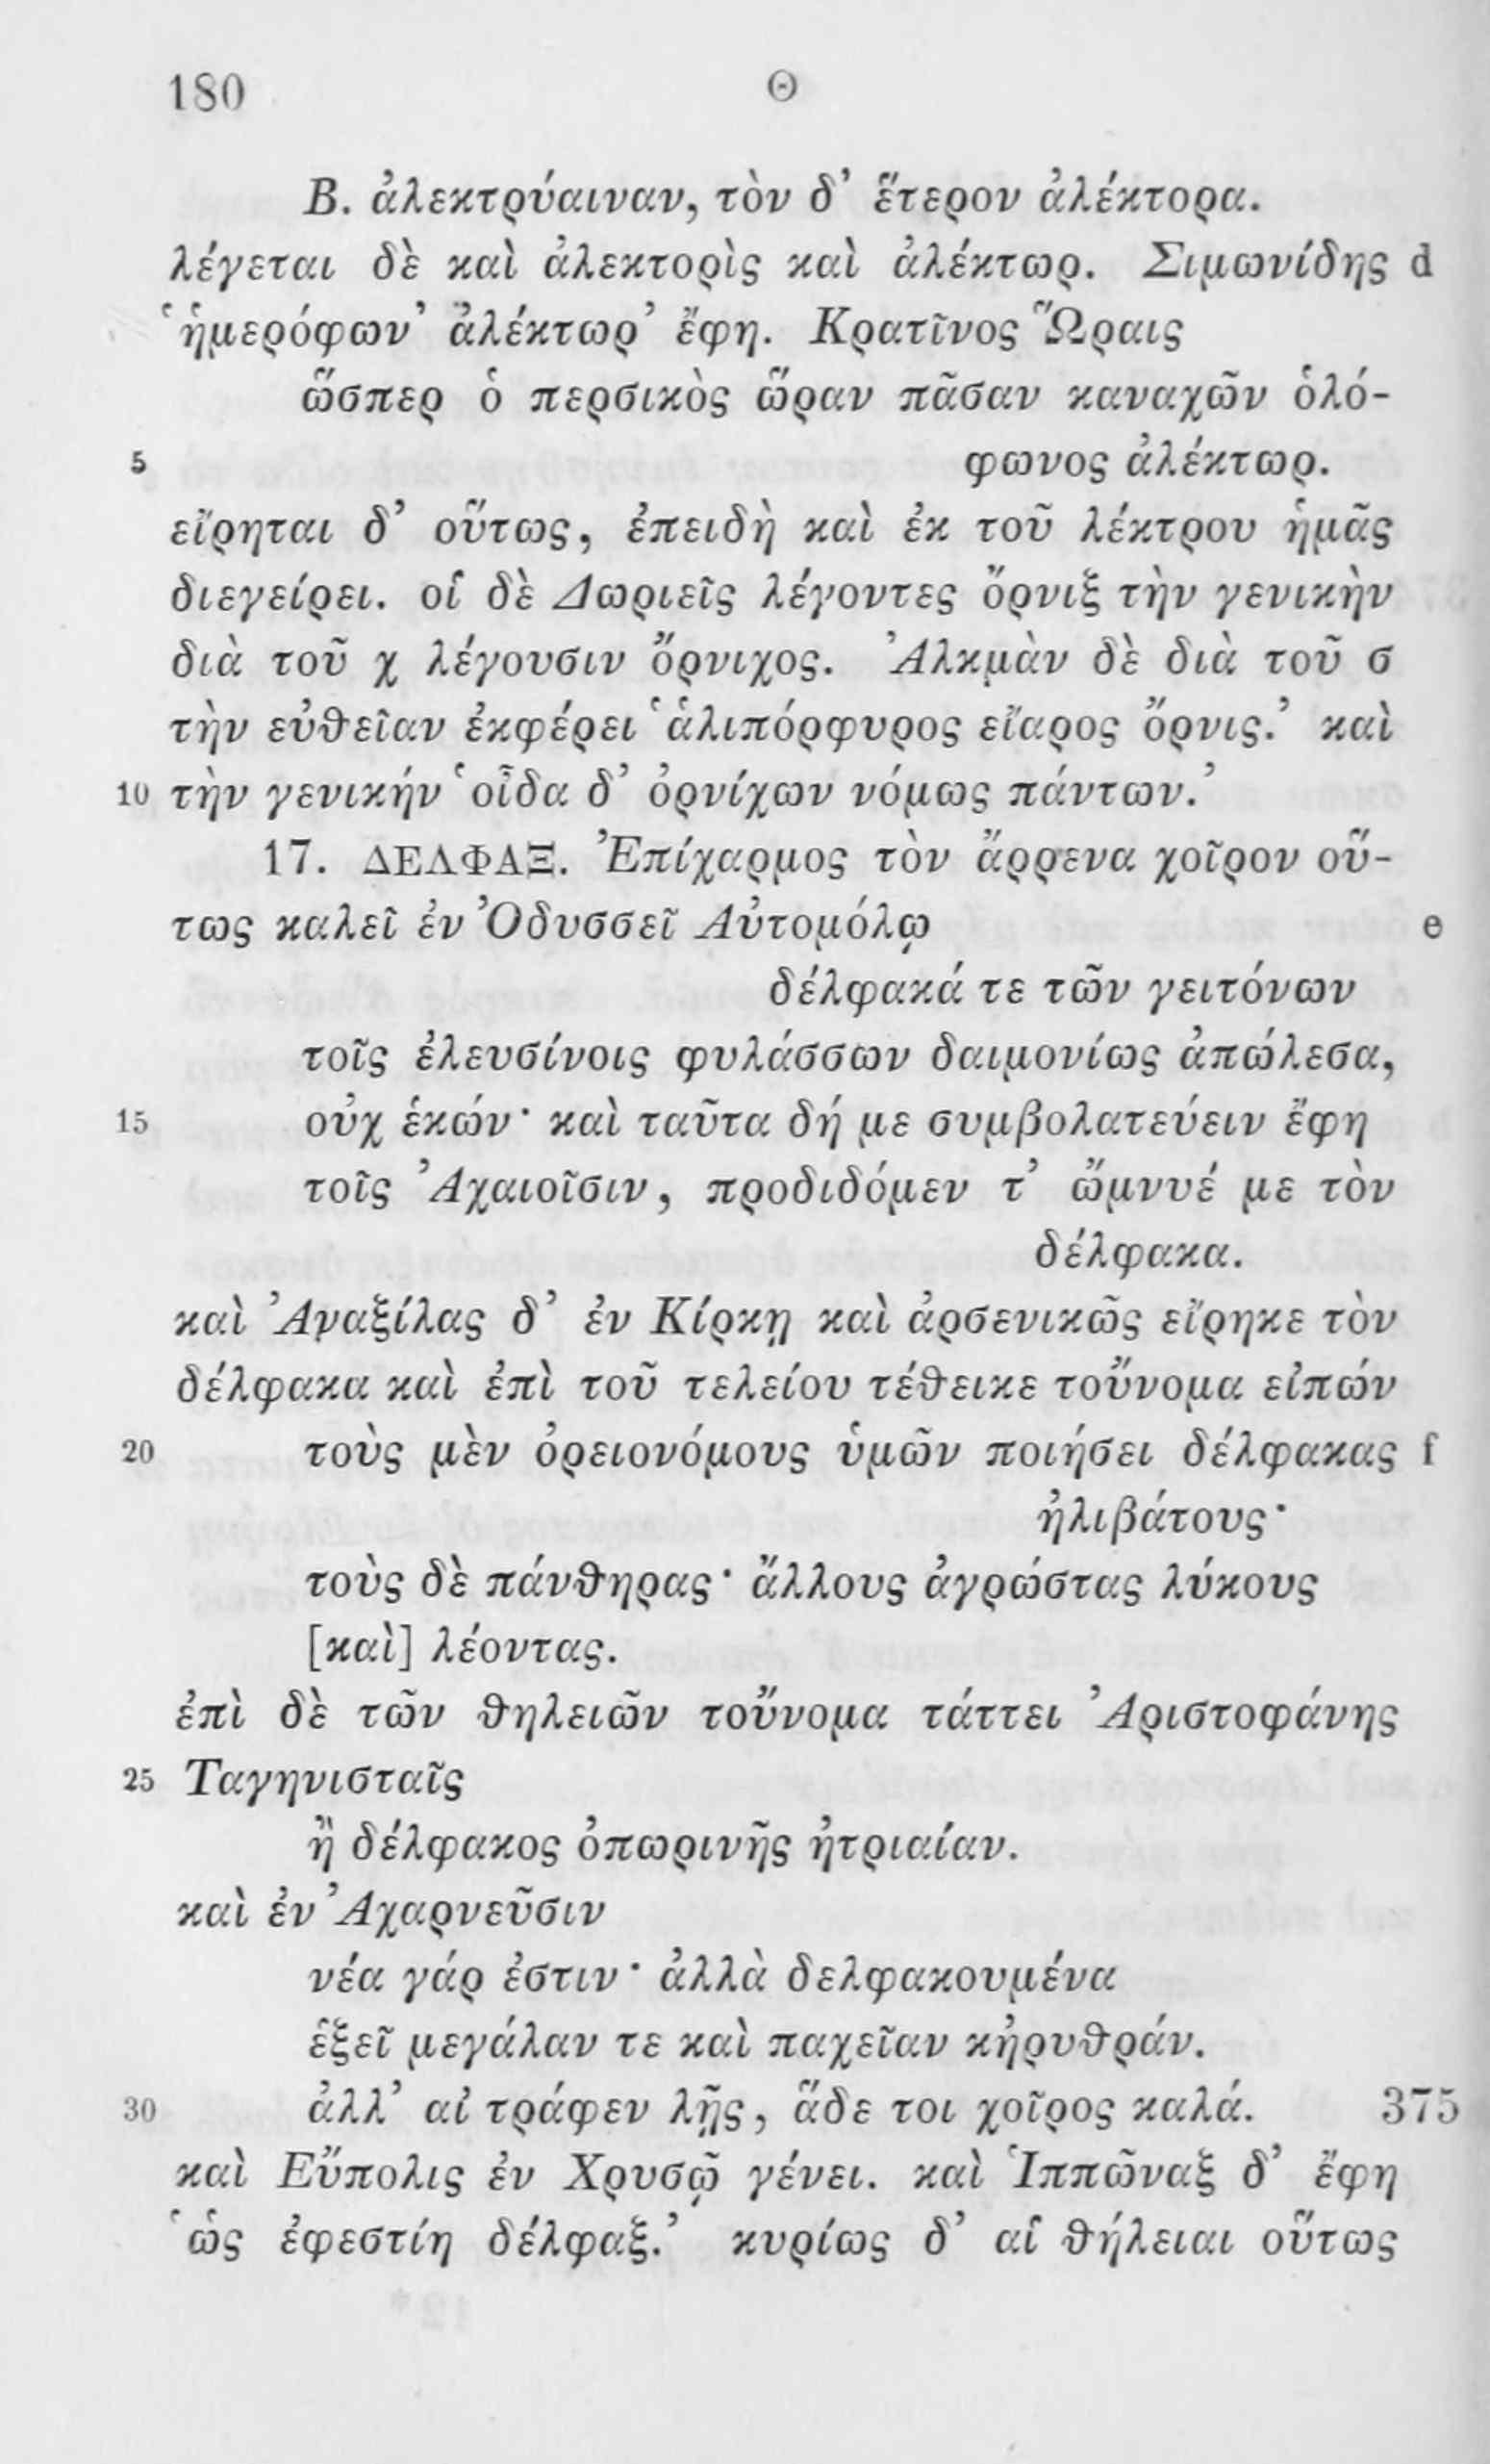 180 Θ
Β. ἀλεκτρύαιναν, τὸν δ' ἕτερον ἀλέκτορα.
λέγεται δὲ καὶ ἀλεκτορὶς καὶ ἀλέκτωρ. Σιμωνίδης d
‘ἡμερόφων' ἀλέκτωρ' ἔφη. Κρατῖνος Ὥραις
ὥσπερ ὁ περσικὸς ὥραν πᾶσαν καναχῶν ὁλό-
5 φωνος ἀλέκτωρ.
εἴρηται δ' οὕτως, ἐπειδὴ καὶ ἐκ τοῦ λέκτρου ἡμᾶς
διεγείρει. οἱ δὲ Δωριεῖς λέγοντες ὄρνιξ τὴν γενικὴν
διὰ τοῦ χ λέγουσιν ὄρνιχος. Ἀλκμὰν δὲ διὰ τοῦ σ
τὴν εὐθεῖαν ἐκφέρει ‘ἁλιπόρφυρος εἴαρος ὄρνις.' καὶ
10 τὴν γενικήν ‘οἶδα δ' ὀρνίχων νόμως πάντων.'
17. ΔΕΛΦΑΞ. Ἐπίχαρμος τὸν ἄρρενα χοῖρον οὕ-
τως καλεῖ ἐν Ὀδυσσεῖ Αὐτομόλῳ e
δέλφακά τε τῶν γειτόνων
τοῖς ἐλευσίνοις φυλάσσων δαιμονίως ἀπώλεσα,
15 οὐχ ἑκών· καὶ ταῦτα δή με συμβολατεύειν ἔφη
τοῖς Ἀχαιοῖσιν, προδιδόμεν τ' ὤμνυέ με τὸν
δέλφακα.
καὶ Ἀναξίλας δ' ἐν Κίρκῃ καὶ ἀρσενικῶς εἴρηκε τὸν
δέλφακα καὶ ἐπὶ τοῦ τελείου τέθεικε τοὔνομα εἰπών
20 τοὺς μὲν ὀρειονόμους ὑμῶν ποιήσει δέλφακας f
ἠλιβάτους·
τοὺς δὲ πάνθηρας· ἄλλους ἀγρώστας λύκους
[καὶ] λέοντας.
ἐπὶ δὲ τῶν θηλειῶν τοὔνομα τάττει Ἀριστοφάνης
25 Ταγηνισταῖς
ἢ δέλφακος ὀπωρινῆς ἠτριαίαν.
καὶ ἐν Ἀχαρνεῦσιν
νέα γάρ ἐστιν· ἀλλὰ δελφακουμένα
ἑξεῖ μεγάλαν τε καὶ παχεῖαν κἠρυθράν.
30 ἀλλ' αἰ τράφεν λῇς, ἅδε τοι χοῖρος καλά. 375
καὶ Εὔπολις ἐν Χρυσῷ γένει. καὶ Ἱππῶναξ δ' ἔφη
‘ὡς ἐφεστίη δέλφαξ.' κυρίως δ' αἱ θήλειαι οὕτως